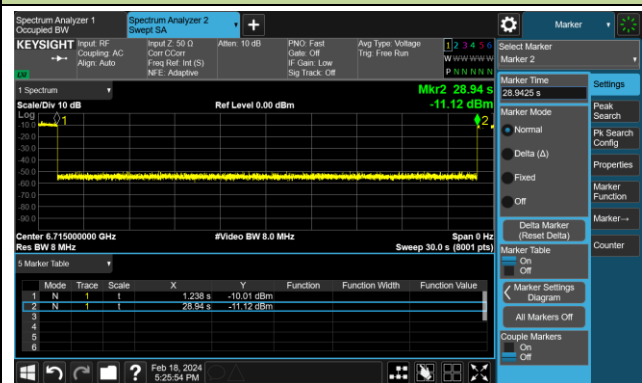 Spectrum Analyzer 1
Occupied BW
Spectrum Analyzer 2
Swept SA
Marker
KEYSIGHT
Input: RF
Coupling: AC
Align: Auto
Input Z: 50 Ω
Corr CCorr
Freq Ref: Int (S)
NFE: Adaptive
Atten: 10 dB
PNO: Fast
Gate: Off
IF Gain: Low
Sig Track: Off
Avg Type: Voltage
Trig: Free Run
1 2 3 4 5 6
W W W W W W
P N N N N N
Select Marker
Marker 2
1 Spectrum
Mkr2 28.94 s
-11.12 dBm
Scale/Div 10 dB
Ref Level 0.00 dBm
Log
-10.0
-20.0
-30.0
-40.0
-50.0
-60.0
-70.0
-80.0
-90.0
1
2
Center 6.715000000 GHz
#Video BW 8.0 MHz
Span 0 Hz
Res BW 8 MHz
Sweep 30.0 s (8001 pts)
5 Marker Table
Mode Trace Scale X Y Function Function Width Function Value
1 N 1 t 1.238 s -10.01 dBm
2 N 1 t 28.94 s -11.12 dBm
3
4
5
6
Marker Time
28.9425 s
Marker Mode
Normal
Delta (Δ)
Fixed
Off
Delta Marker
(Reset Delta)
Marker Table
On
Off
Marker Settings
Diagram
All Markers Off
Couple Markers
On
Off
Settings
Peak
Search
Pk Search
Config
Properties
Marker
Function
Marker→
Counter
Feb 18, 2024
5:25:54 PM